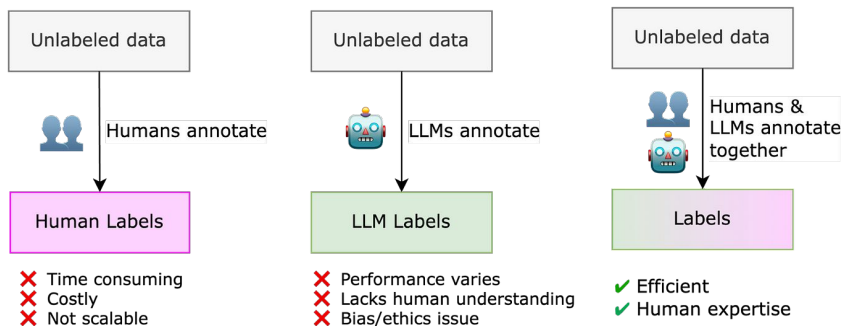 Unlabeled data
Humans annotate
Human Labels
❌ Time consuming
❌ Costly
❌ Not scalable
Unlabeled data
LLMs annotate
LLM Labels
❌ Performance varies
❌ Lacks human understanding
❌ Bias/ethics issue
Unlabeled data
Humans &
LLMs annotate
together
Labels
✔ Efficient
✔ Human expertise